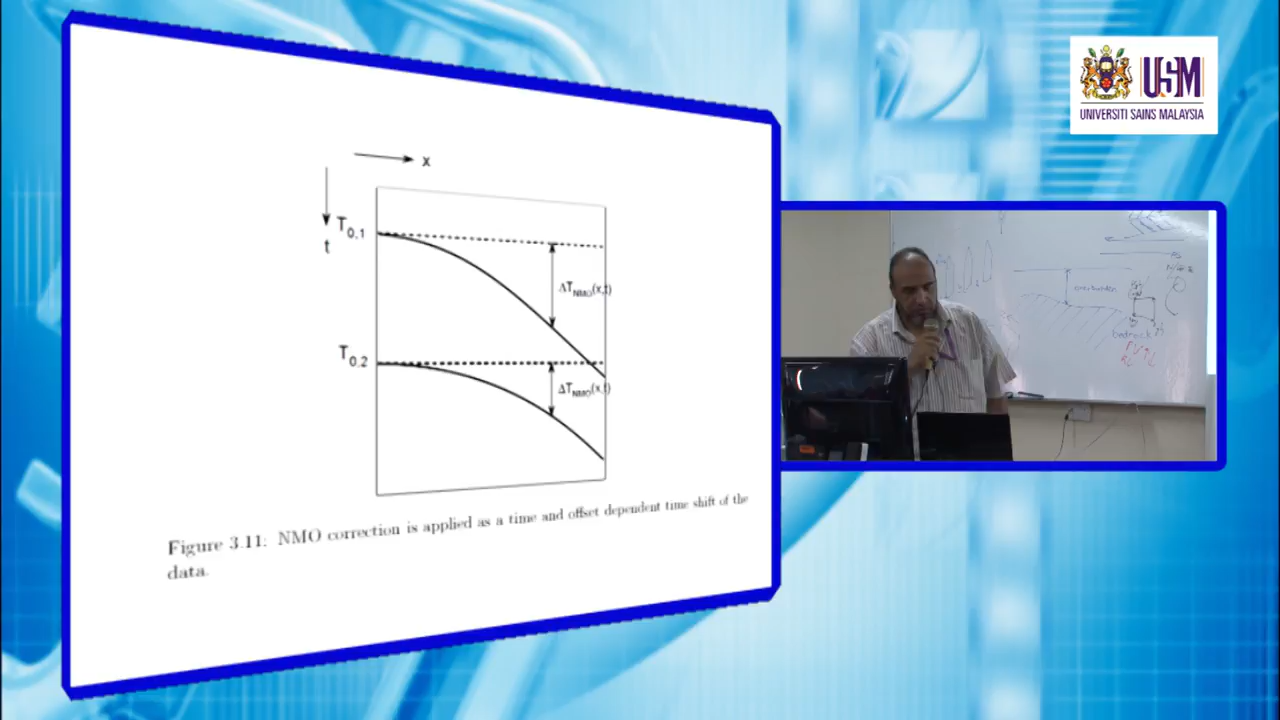 x
t
T0,1
ΔTNMO(x,t)
T0,2
ΔTNMO(x,t)
Figure 3.11: NMO correction is applied as a time and offset dependent time shift of the
data.
USM
UNIVERSITI SAINS MALAYSIA
overburden
bedrock